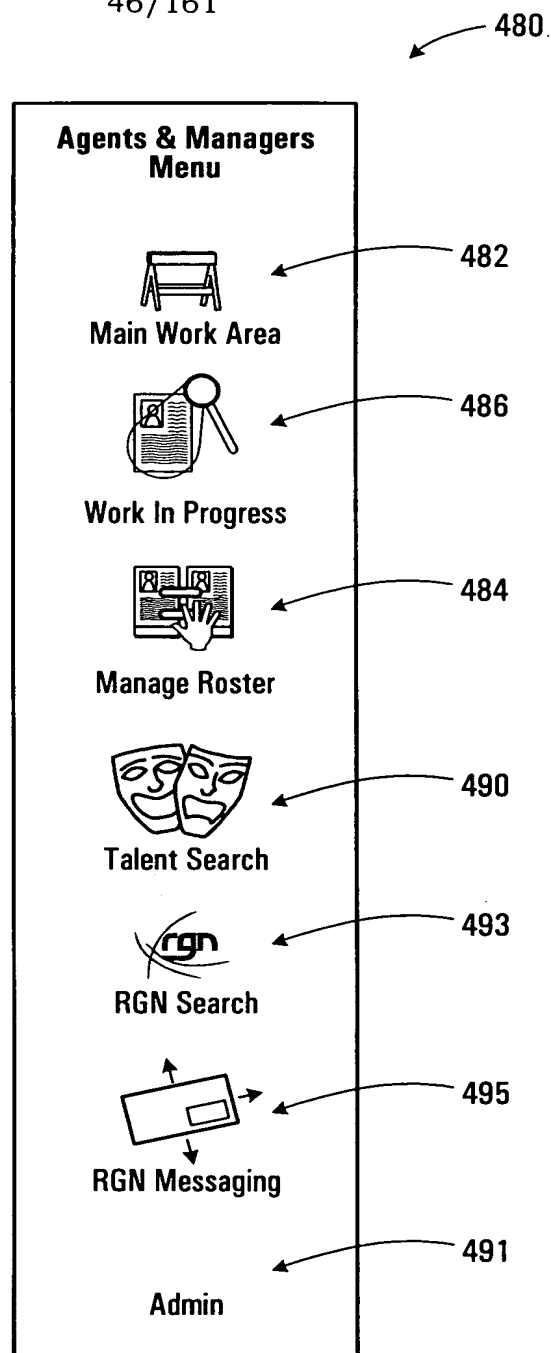 46/161
480
Agents & Managers
Menu
482
Main Work Area
486
Work In Progress
484
Manage Roster
490
Talent Search
493
rgn
RGN Search
495
RGN Messaging
491
Admin